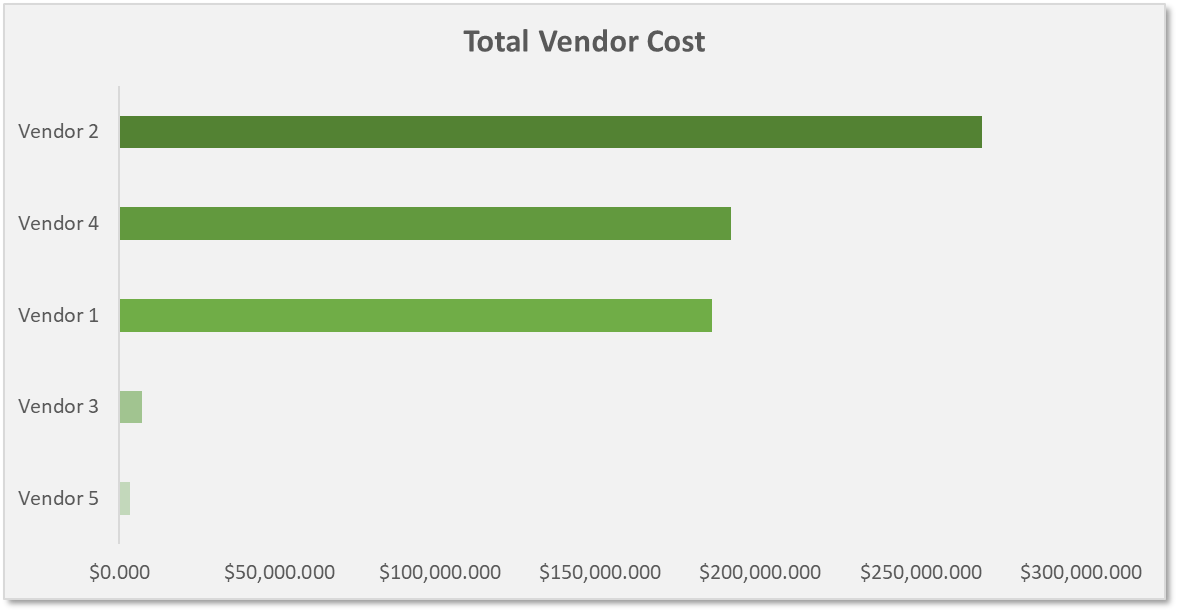 Total Vendor Cost
Vendor 2
Vendor 4
Vendor 1
Vendor 3
Vendor 5
$0.000 $50,000.000 $100,000.000 $150,000.000 $200,000.000 $250,000.000 $300,000.000